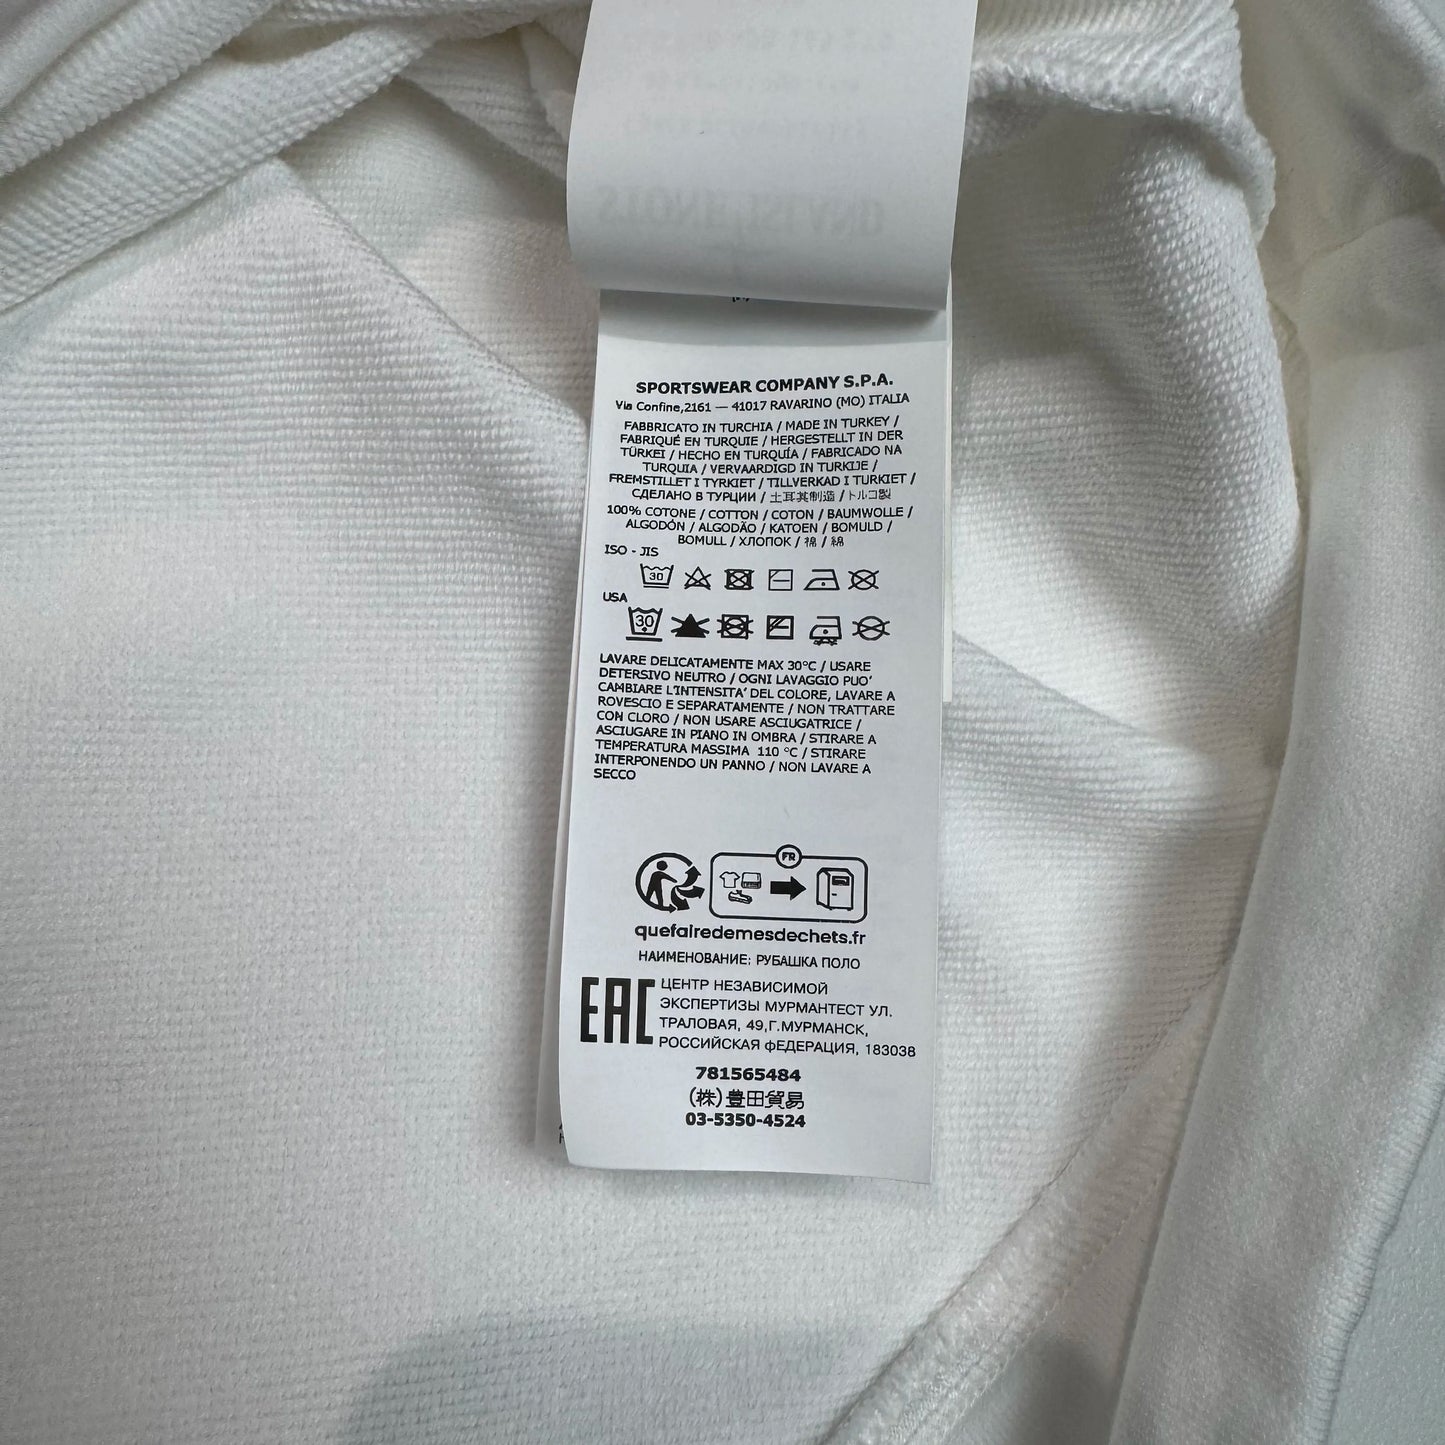 SPORTSWEAR COMPANY S.P.A.
Via Confine,2161 — 41017 RAVARINO (MO) ITALIA
FABBRICATO IN TURCHIA / MADE IN TURKEY /
FABRIQUÉ EN TURQUIE / HERGESTELLT IN DER
TÜRKEI / HECHO EN TURQUÍA / FABRICADO NA
TURQUIA / VERVAARDIGD IN TURKIJE /
FREMSTILLET I TYRKIET / TILLVERKAD I TURKIET /
СДЕЛАНО В ТУРЦИИ / 土耳其制造 / トルコ製
100% COTONE / COTTON / COTON / BAUMWOLLE /
ALGODÓN / ALGODÃO / KATOEN / BOMULD /
BOMULL / ХЛОПОК / 棉 / 綿
ISO - JIS
30
USA
30
LAVARE DELICATAMENTE MAX 30°C / USARE
DETERSIVO NEUTRO / OGNI LAVAGGIO PUO'
CAMBIARE L'INTENSITA' DEL COLORE, LAVARE A
ROVESCIO E SEPARATAMENTE / NON TRATTARE
CON CLORO / NON USARE ASCIUGATRICE /
ASCIUGARE IN PIANO IN OMBRA / STIRARE A
TEMPERATURA MASSIMA 110 °C / STIRARE
INTERPONENDO UN PANNO / NON LAVARE A
SECCO
FR
quefairedemesdechets.fr
НАИМЕНОВАНИЕ: РУБАШКА ПОЛО
EAC
ЦЕНТР НЕЗАВИСИМОЙ
ЭКСПЕРТИЗЫ МУРМАНТЕСТ УЛ.
ТРАЛОВАЯ, 49,Г.МУРМАНСК,
РОССИЙСКАЯ фЕДЕРАЦИЯ, 183038
781565484
(株)豊田貿易
03-5350-4524